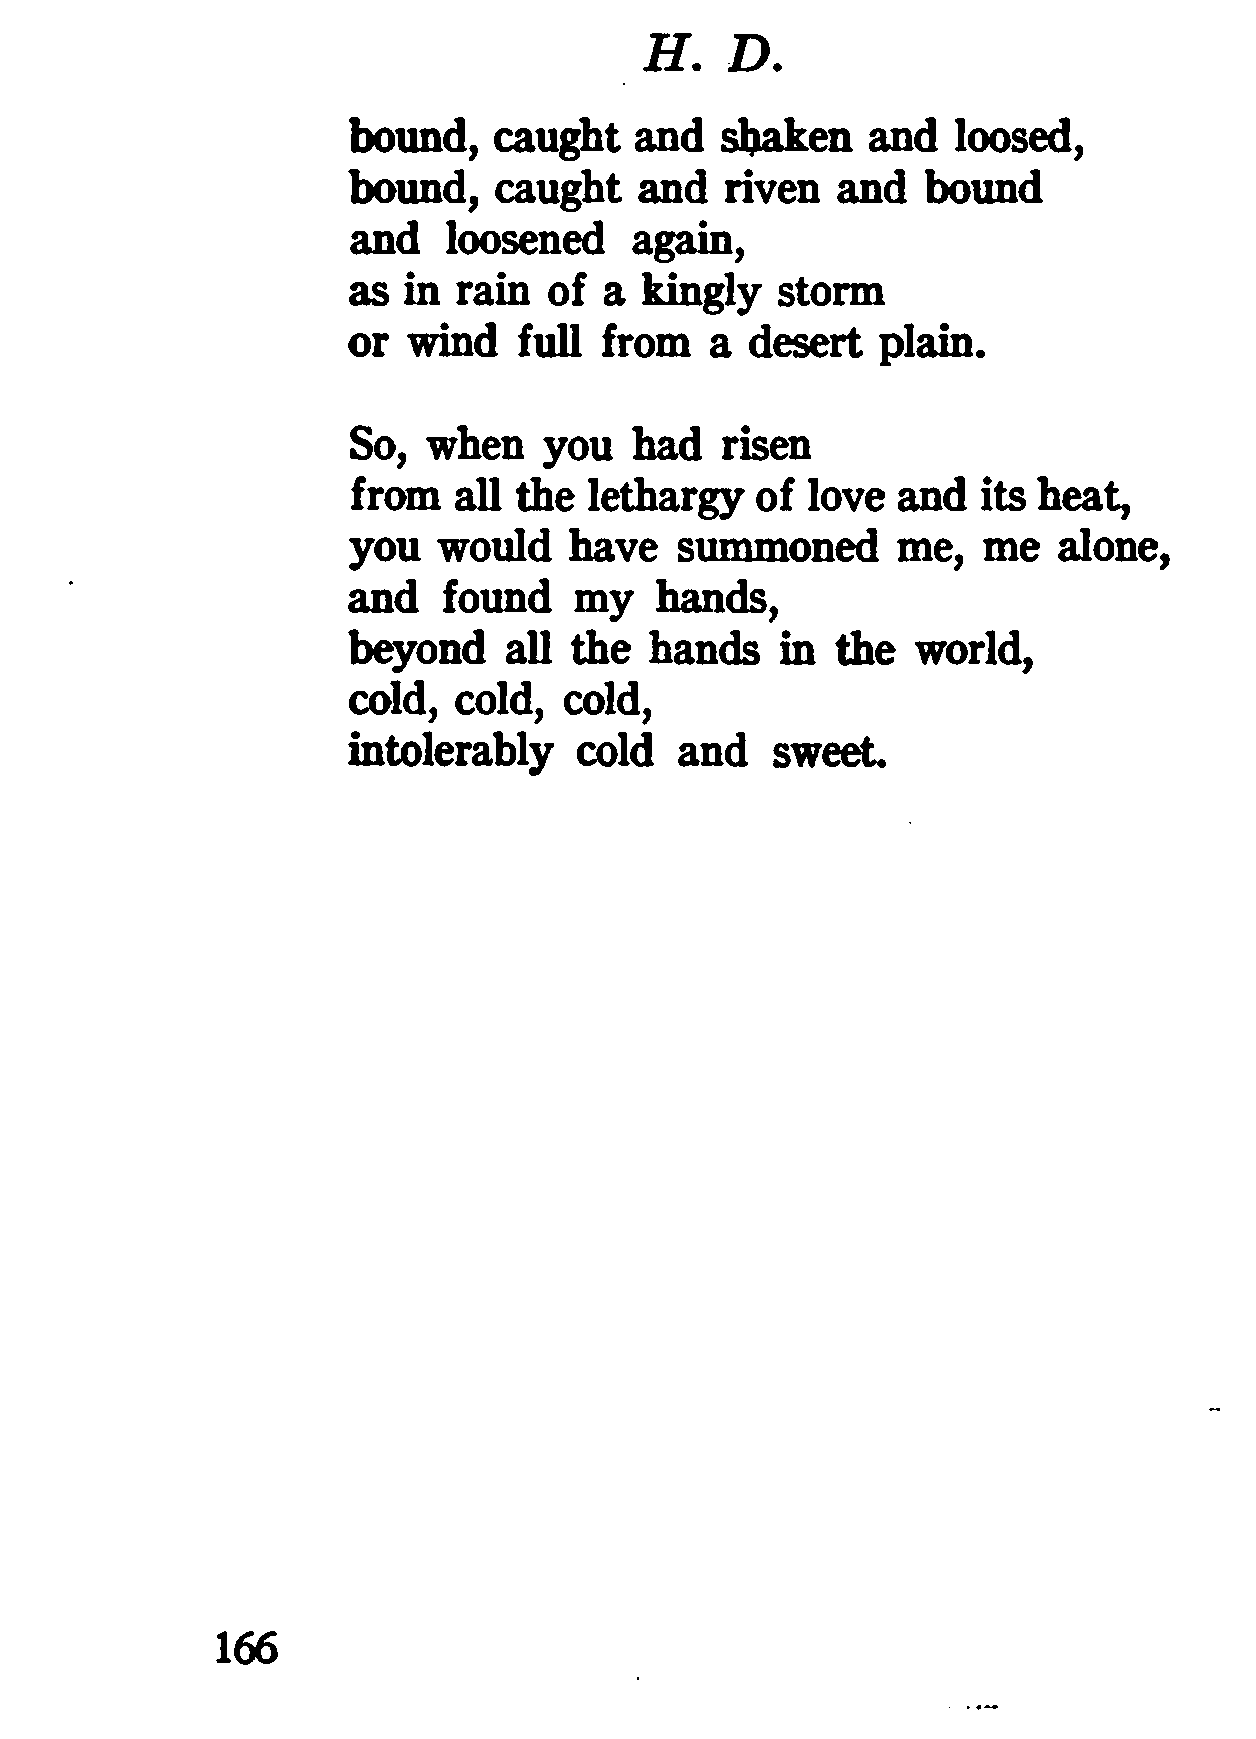 H. D.
bound, caught and shaken and loosed,
bound, caught and riven and bound
and loosened again,
as in rain of a kingly storm
or wind full from a desert plain.
So, when you had risen
from all the lethargy of love and its heat,
you would have summoned me, me alone,
and found my hands,
beyond all the hands in the world,
cold, cold, cold,
intolerably cold and sweet.
166